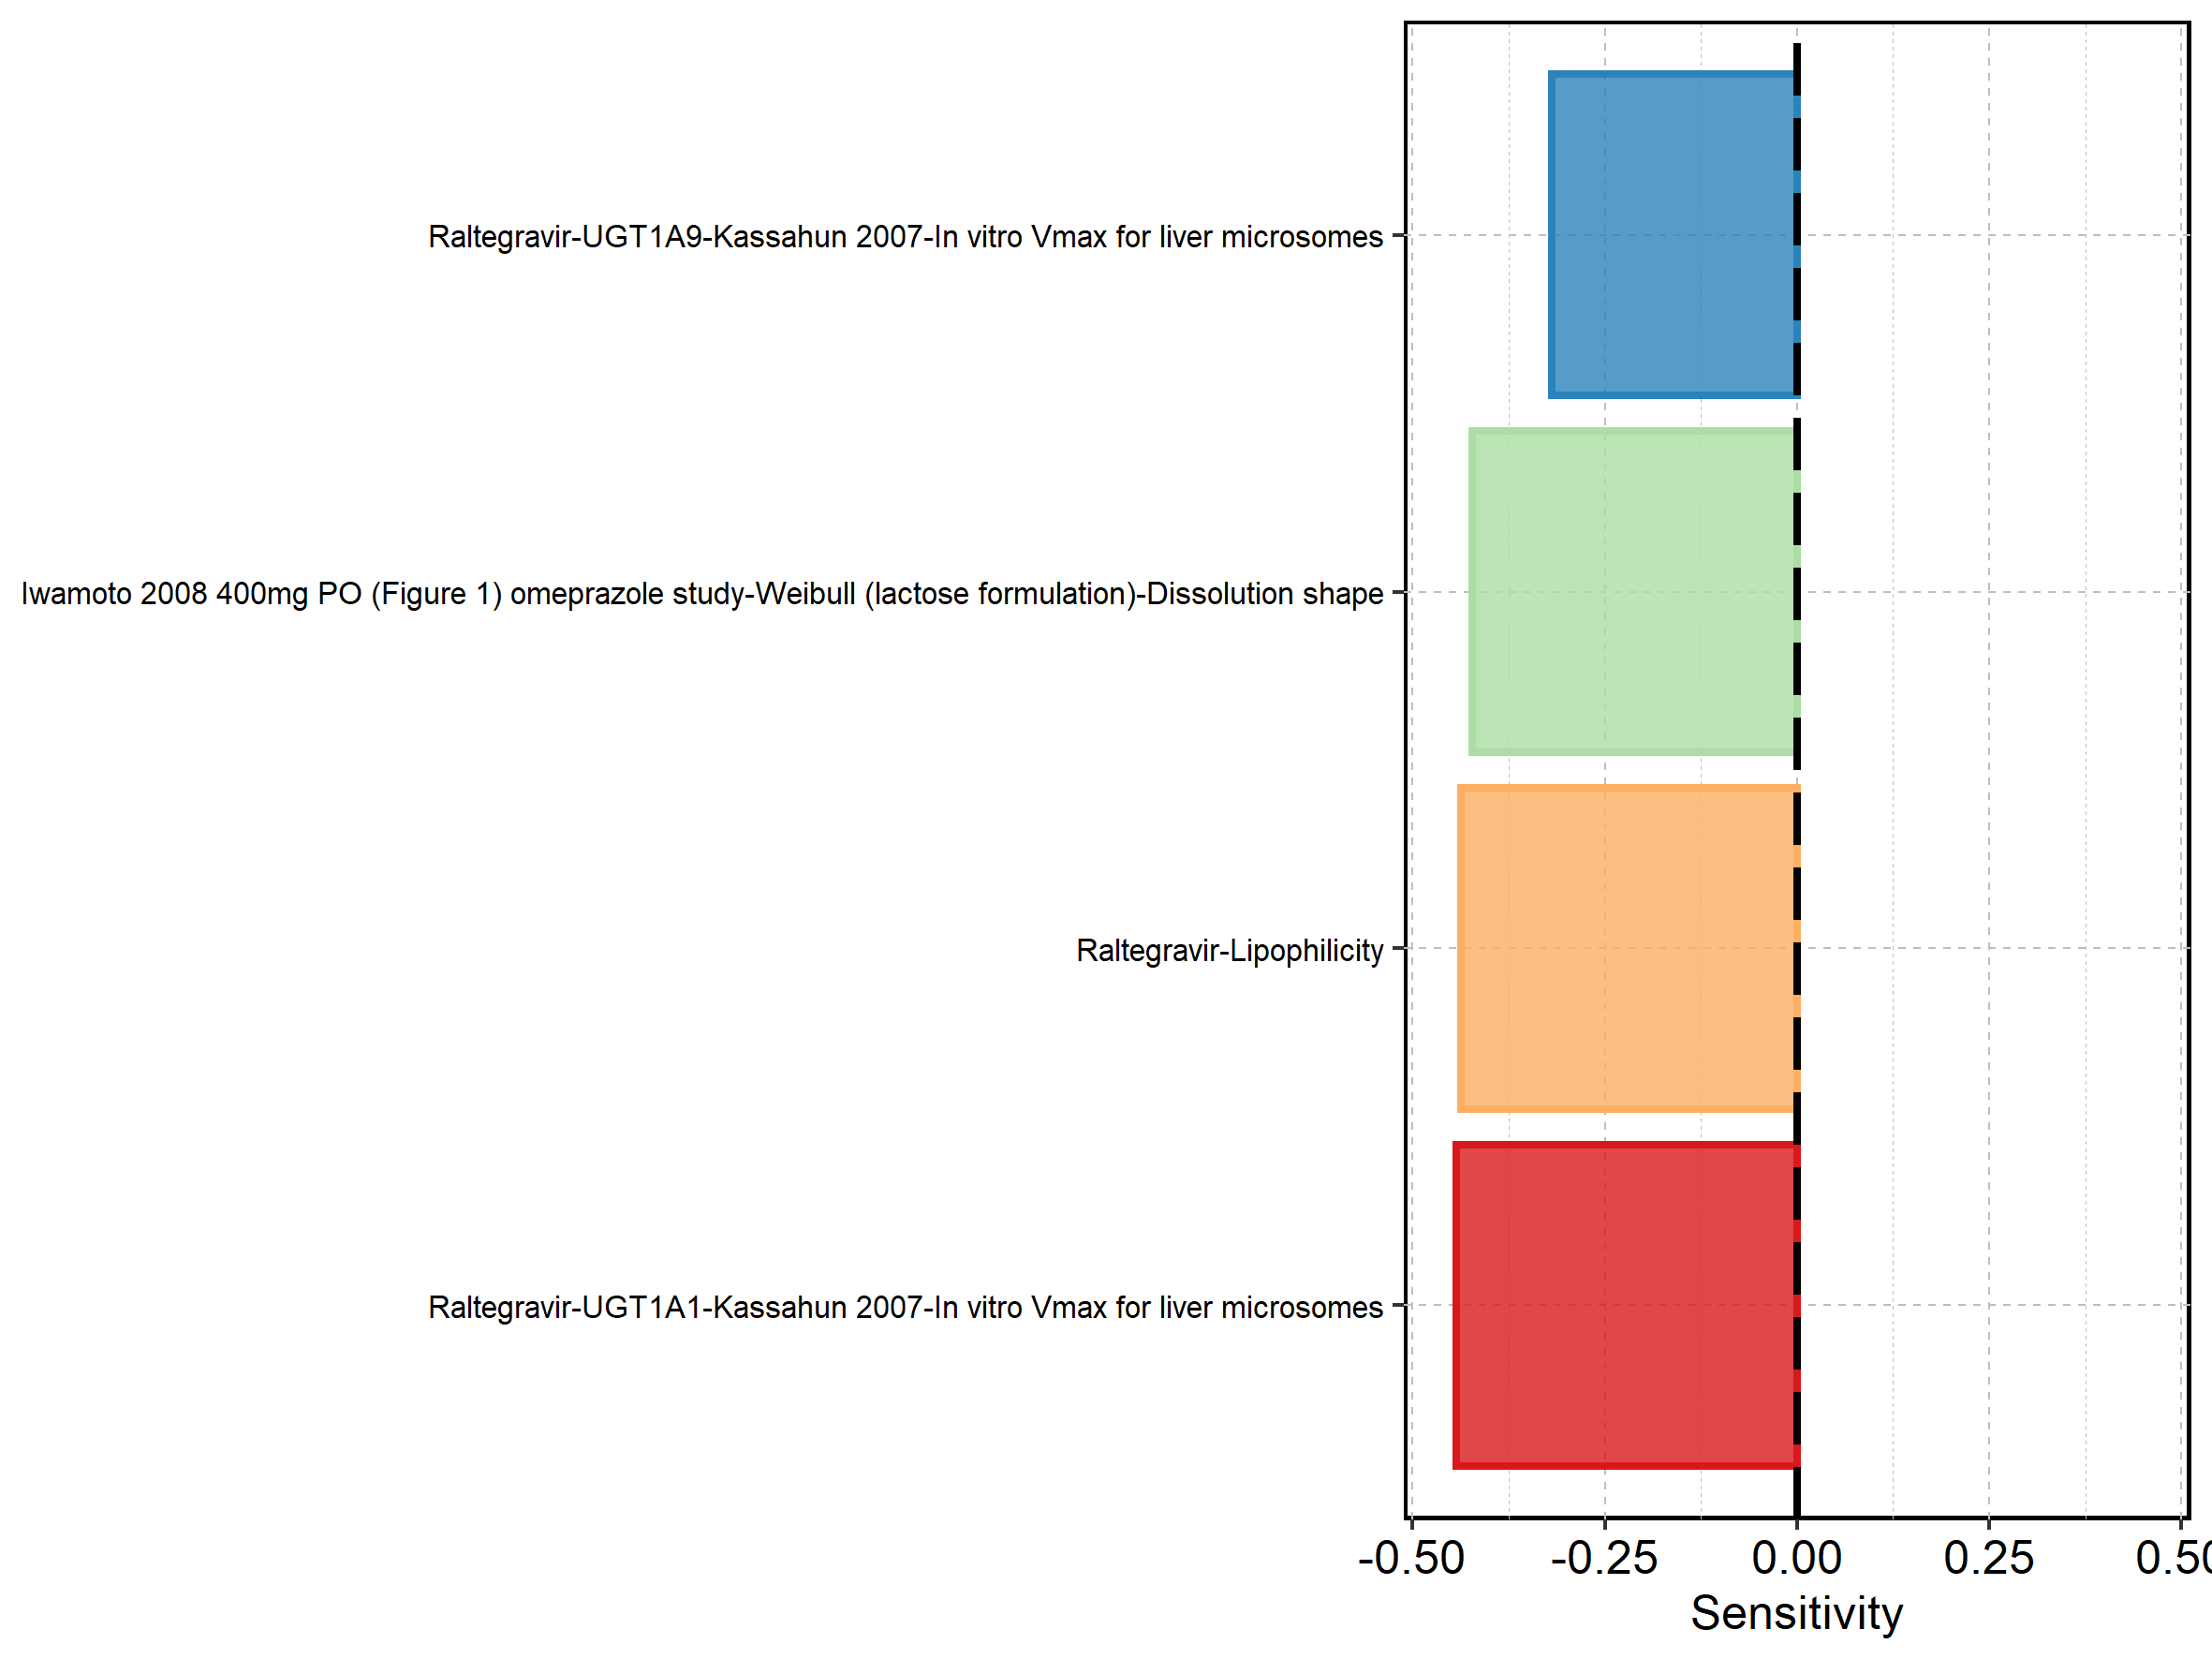 Raltegravir-UGT1A9-Kassahun 2007-In vitro Vmax for liver microsomes
Iwamoto 2008 400mg PO (Figure 1) omeprazole study-Weibull (lactose formulation)-Dissolution shape
Raltegravir-Lipophilicity
Raltegravir-UGT1A1-Kassahun 2007-In vitro Vmax for liver microsomes
-0.50 -0.25 0.00 0.25 0.50
Sensitivity